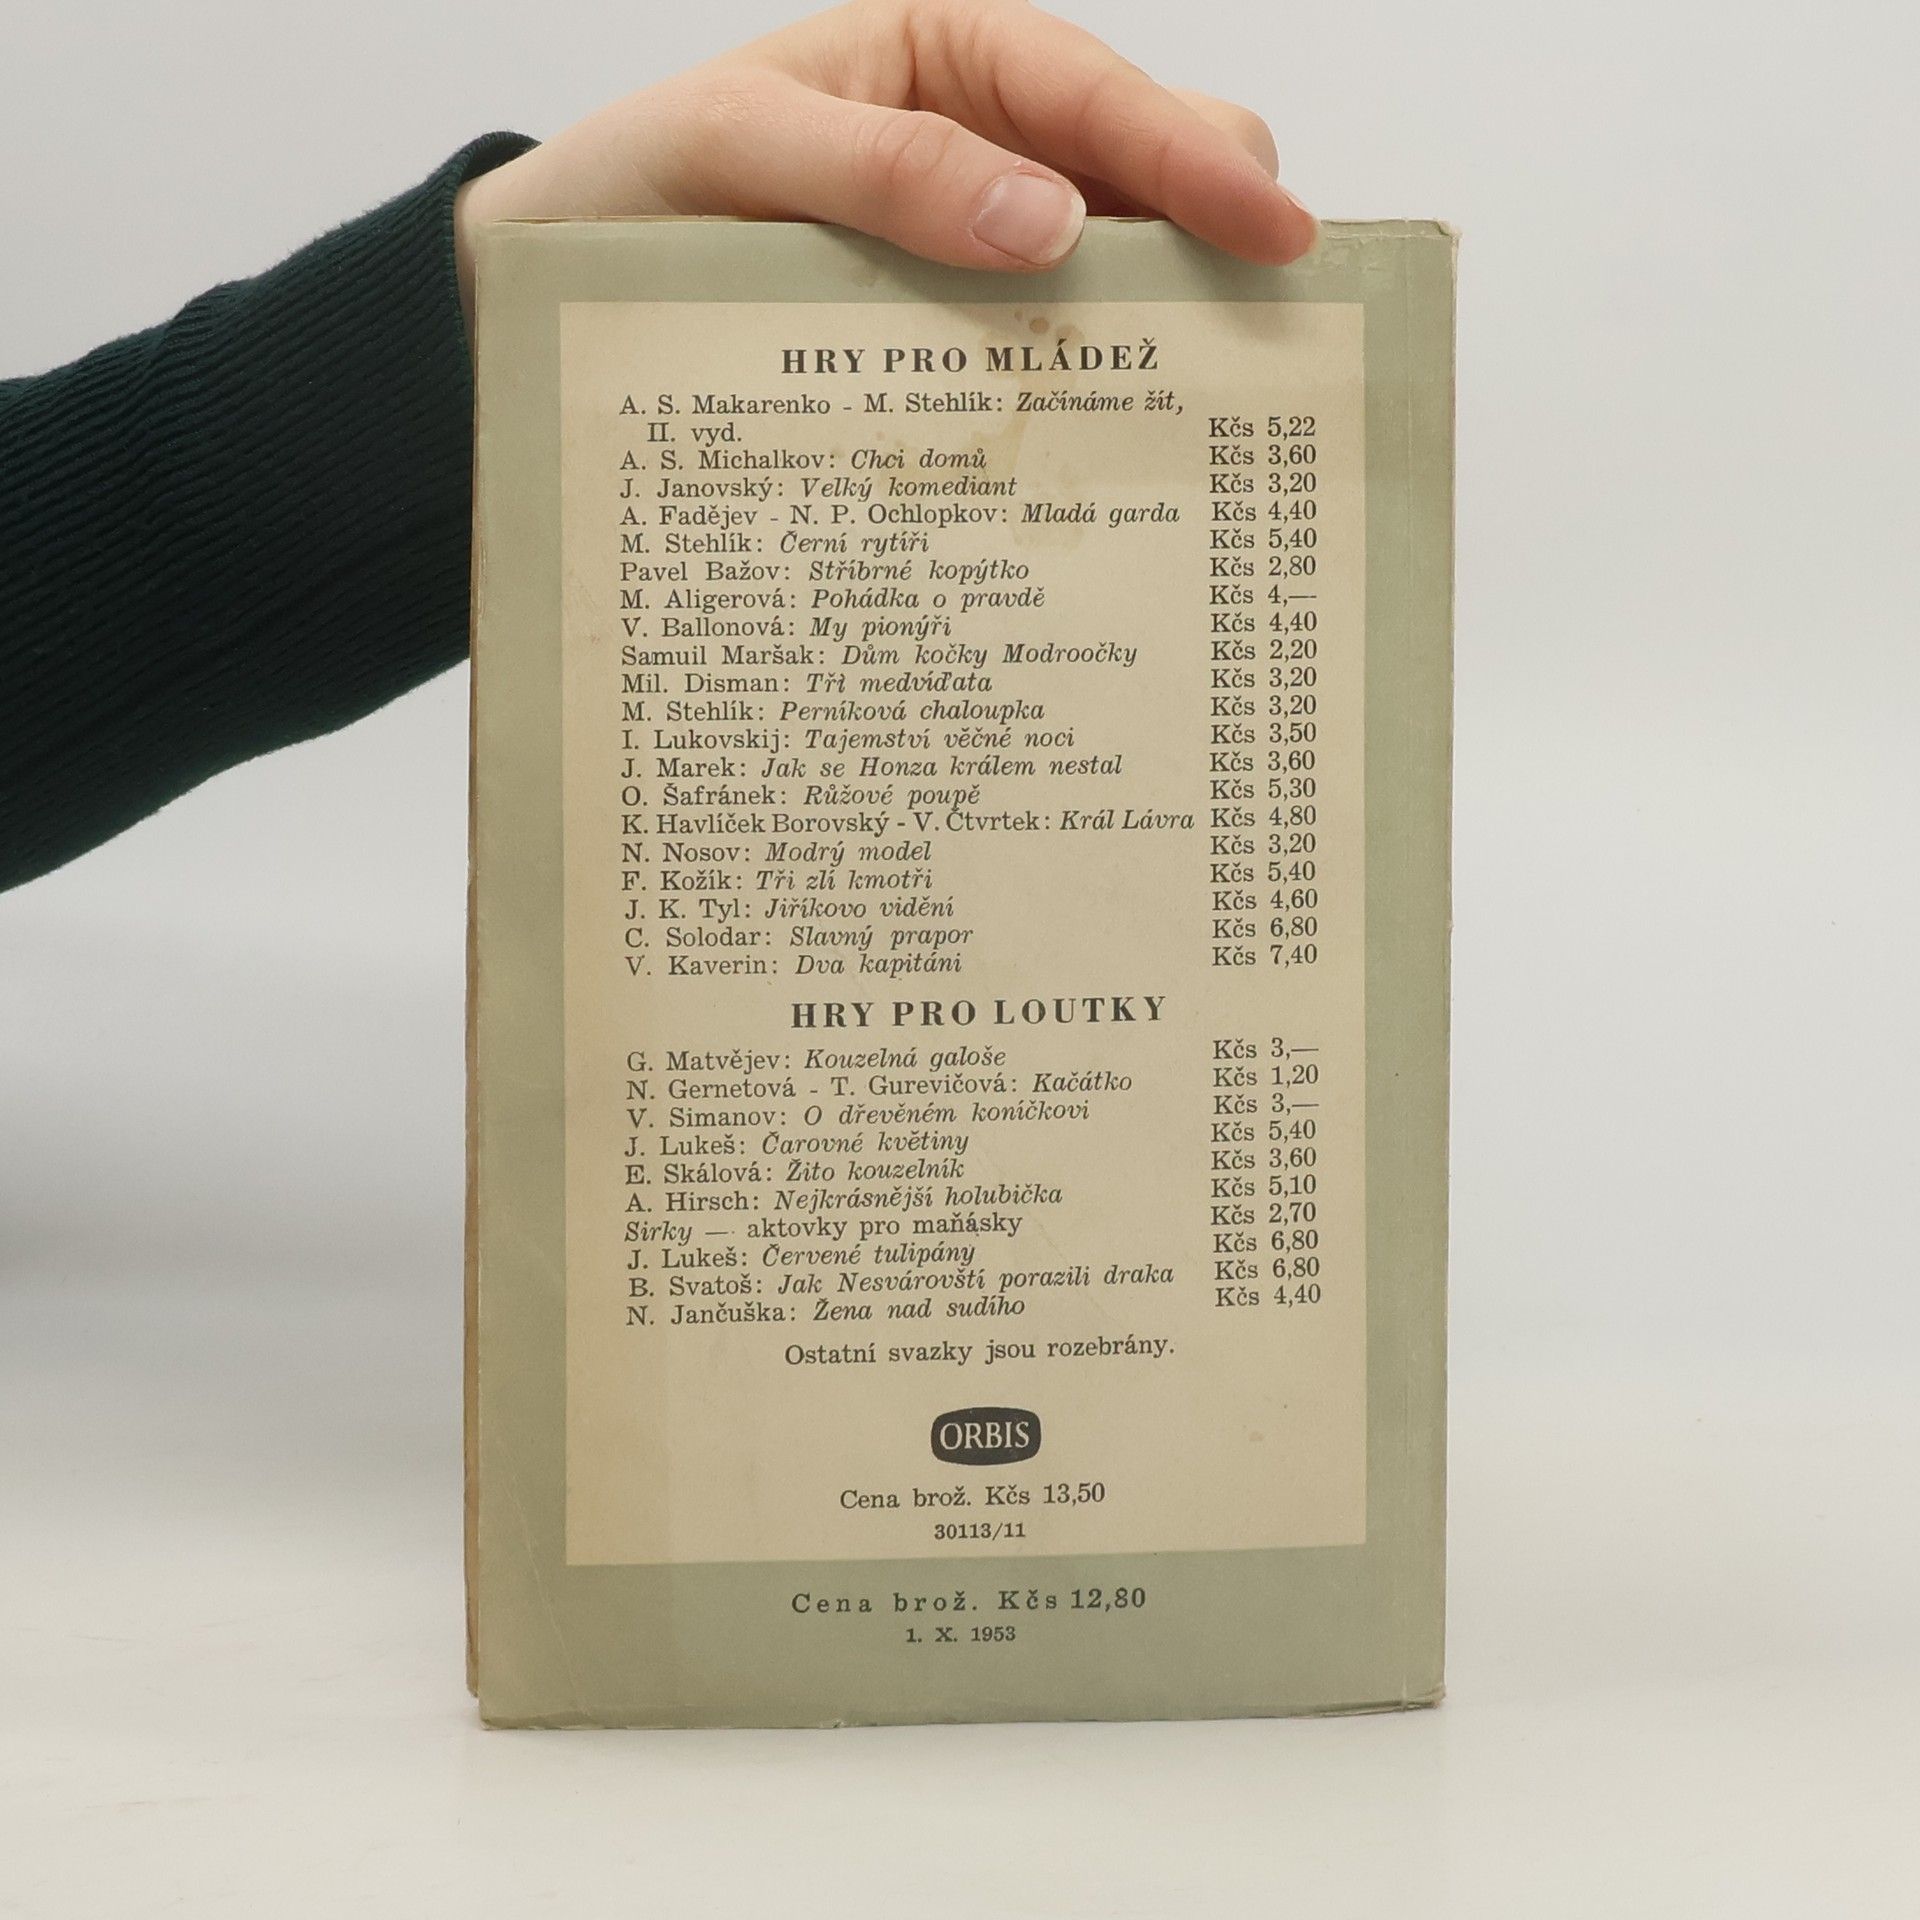 HRY PRO MLÁDEŽ
A. S. Makarenko - M. Stehlík: Začínáme žít,
II. vyd. Kčs 5,22
A. S. Michalkov: Chci domů Kčs 3,60
J. Janovský: Velký komediant Kčs 3,20
A. Fadějev - N. P. Ochlopkov: Mladá garda Kčs 4,40
M. Stehlík: Černí rytíři Kčs 5,40
Pavel Bažov: Stříbrné kopýtko Kčs 2,80
M. Aligerová: Pohádka o pravdě Kčs 4,—
V. Ballonová: My pionýři Kčs 4,40
Samuil Maršak: Dům kočky Modroočky Kčs 2,20
Mil. Disman: Tři medvíďata Kčs 3,20
M. Stehlík: Perníková chaloupka Kčs 3,20
I. Lukovskij: Tajemství věčné noci Kčs 3,50
J. Marek: Jak se Honza králem nestal Kčs 3,60
O. Šafránek: Růžové poupě Kčs 5,30
K. Havlíček Borovský - V. Čtvrtek: Král Lávra Kčs 4,80
N. Nosov: Modrý model Kčs 3,20
F. Kožík: Tři zlí kmotři Kčs 5,40
J. K. Tyl: Jiříkovo vidění Kčs 4,60
C. Solodar: Slavný prapor Kčs 6,80
V. Kaverin: Dva kapitáni Kčs 7,40
HRY PRO LOUTKY
G. Matvějev: Kouzelná galoše Kčs 3,—
N. Gernetová - T. Gurevičová: Kačátko Kčs 1,20
V. Simanov: O dřevěném koníčkovi Kčs 3,—
J. Lukeš: Čarovné květiny Kčs 5,40
E. Skálová: Žito kouzelník Kčs 3,60
A. Hirsch: Nejkrásnější holubička Kčs 5,10
Sirky — aktovky pro maňásky Kčs 2,70
J. Lukeš: Červené tulipány Kčs 6,80
B. Svatoš: Jak Nesvárovští porazili draka Kčs 6,80
N. Jančuška: Žena nad sudího Kčs 4,40
Ostatní svazky jsou rozebrány.
ORBIS
Cena brož. Kčs 13,50
30113/11
Cena brož. Kčs 12,80
1. X. 1953